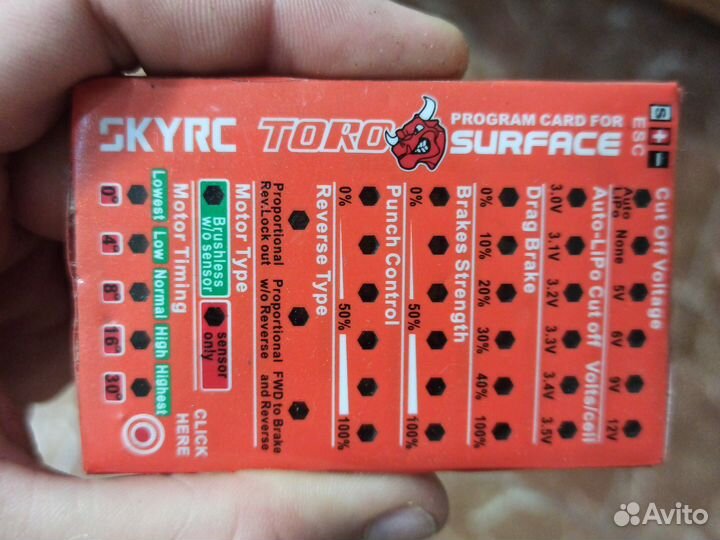 SKYRC TORO PROGRAM CARD FOR
SURFACE
ESC
S + -
Cut Off Voltage
Auto LiPo None 5V 6V 9V 12V
Auto-LiPo Cut off Volts/cell
3.0V 3.1V 3.2V 3.3V 3.4V 3.5V
Drag Brake
0% 10% 20% 30% 40% 100%
Brakes Strength
0% 50% 100%
Punch Control
0% 50% 100%
Reverse Type
Proportional Rev.Lock out
Proportional w/o Reverse
FWD to Brake and Reverse
Motor Type
Brushless w/o sensor
sensor only
Motor Timing
Lowest Low Normal High Highest
0° 4° 8° 16° 30°
CLICK
HERE
Avito